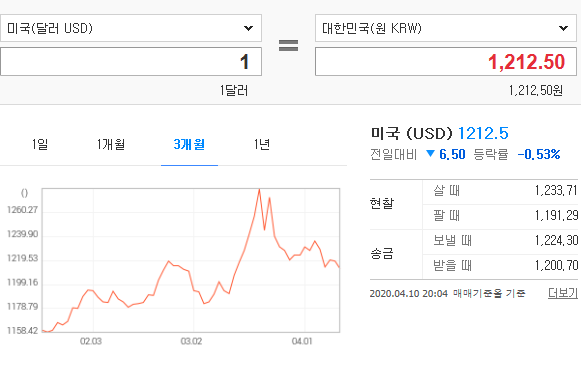 미국(달러 USD)
대한민국(원 KRW)
1
=
1,212.50
1달러
1,212.50원
1일
1개월
3개월
1년
()
1260.27
1239.90
1219.53
1199.16
1178.79
1158.42
02.03
03.02
04.01
미국 (USD) 1212.5
전일대비 ▼ 6.50 등락률 -0.53%
현찰
살 때 1,233.71
팔 때 1,191.29
송금
보낼 때 1,224.30
받을 때 1,200.70
2020.04.10 20:04 매매기준율 기준 더보기